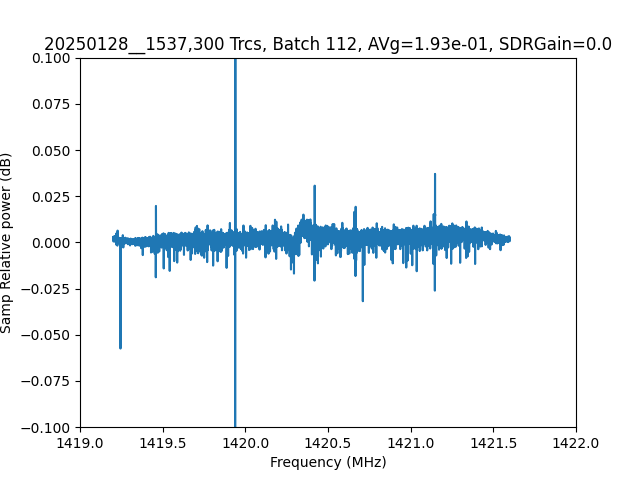 20250128__1537,300 Trcs, Batch 112, AVg=1.93e-01, SDRGain=0.0
0.100
0.075
0.050
0.025
0.000
−0.025
−0.050
−0.075
−0.100
Samp Relative power (dB)
1419.0 1419.5 1420.0 1420.5 1421.0 1421.5 1422.0
Frequency (MHz)